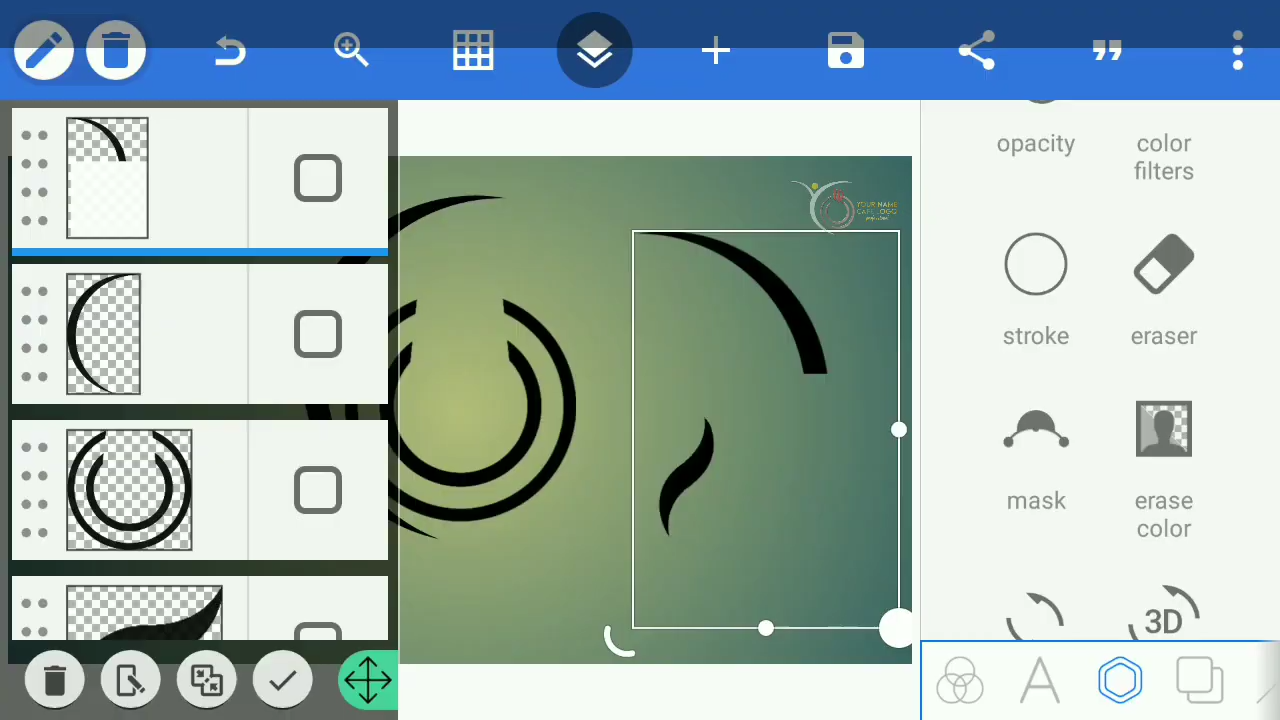 opacity
color
filters
YOUR NAME
stroke
eraser
mask
erase
color
3D
A